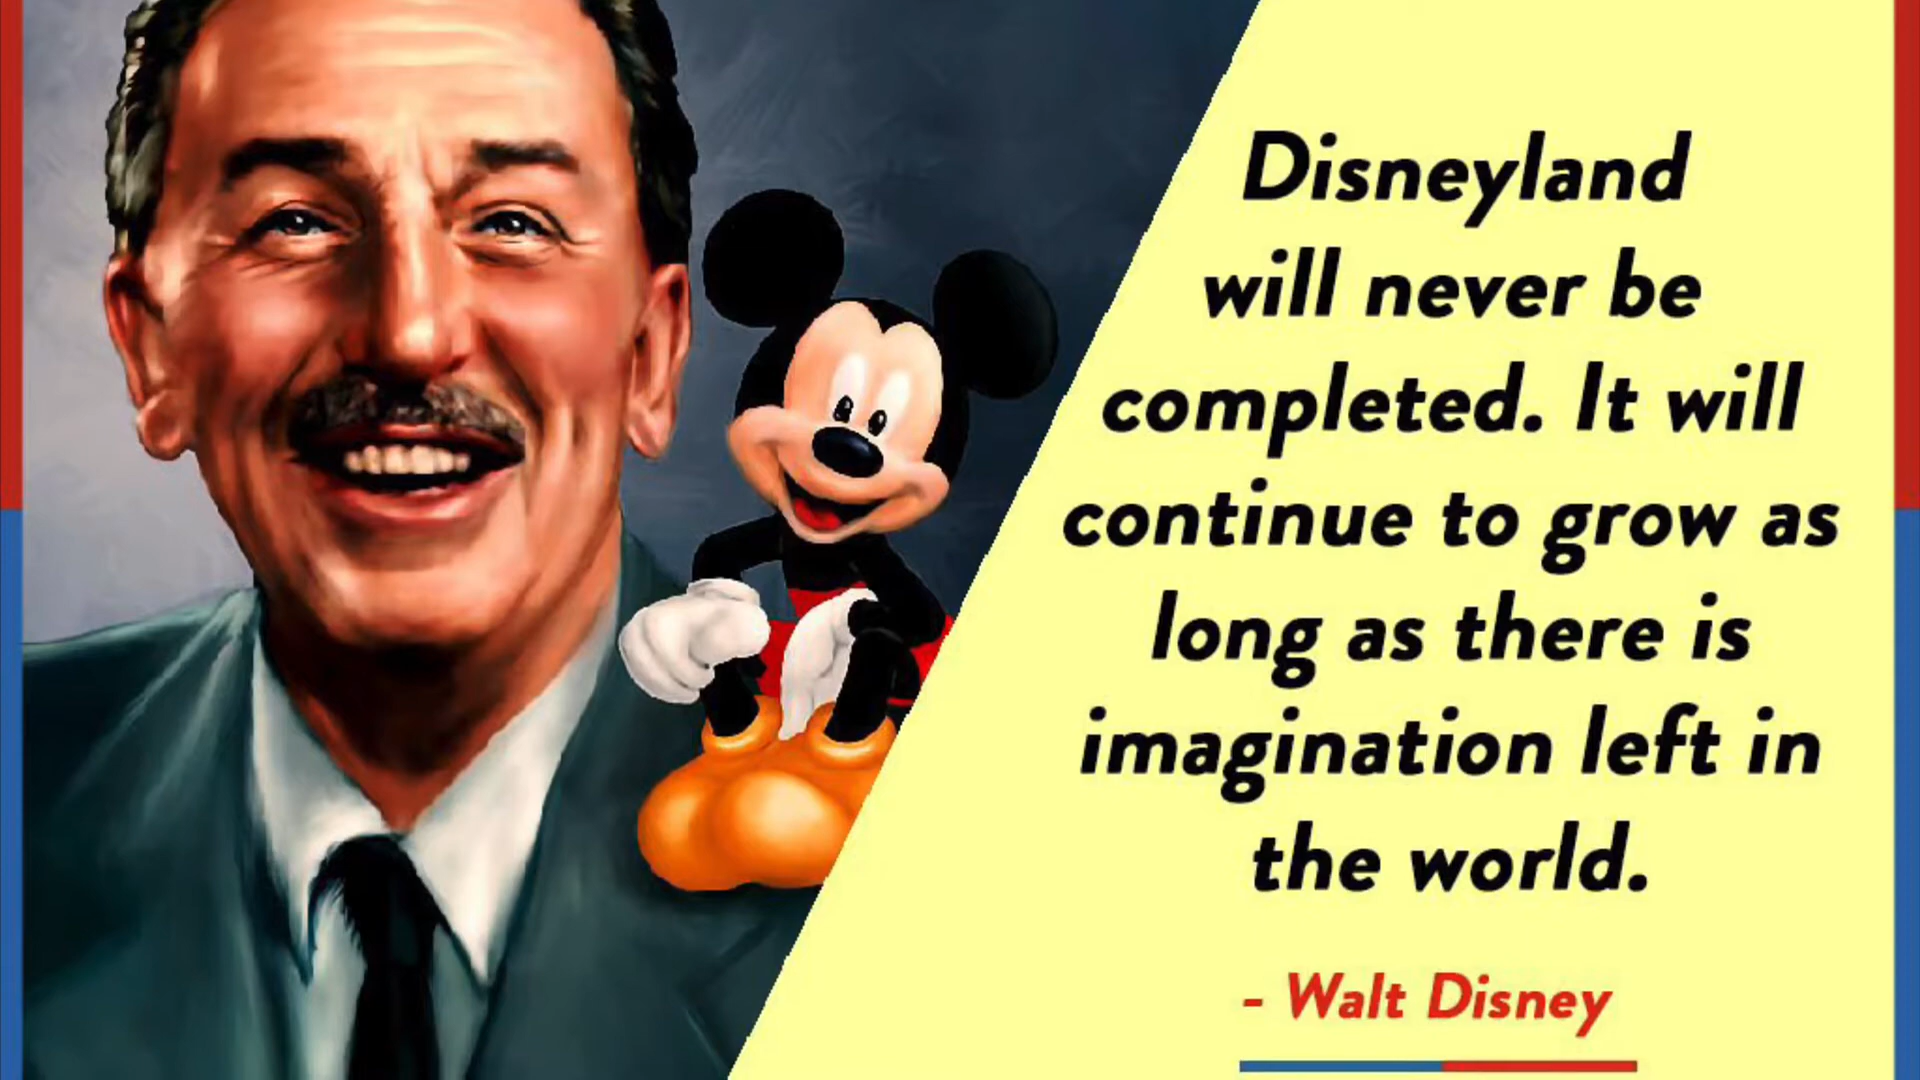 Disneyland
will never be
completed. It will
continue to grow as
long as there is
imagination left in
the world.
- Walt Disney